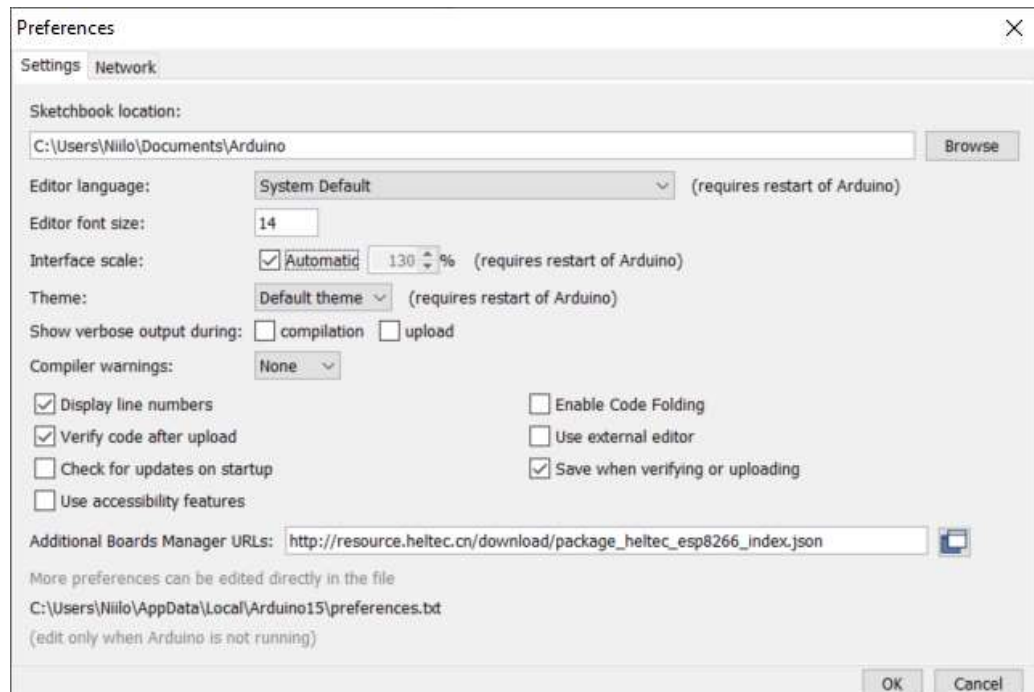 Preferences
Settings Network
Sketchbook location:
C:\Users\Niilo\Documents\Arduino Browse
Editor language: System Default (requires restart of Arduino)
Editor font size: 14
Interface scale: Automatic 130 % (requires restart of Arduino)
Theme: Default theme (requires restart of Arduino)
Show verbose output during: compilation upload
Compiler warnings: None
Display line numbers Enable Code Folding
Verify code after upload Use external editor
Check for updates on startup Save when verifying or uploading
Use accessibility features
Additional Boards Manager URLs: http://resource.heltec.cn/download/package_heltec_esp8266_index.json
More preferences can be edited directly in the file
C:\Users\Niilo\AppData\Local\Arduino15\preferences.txt
(edit only when Arduino is not running)
OK Cancel